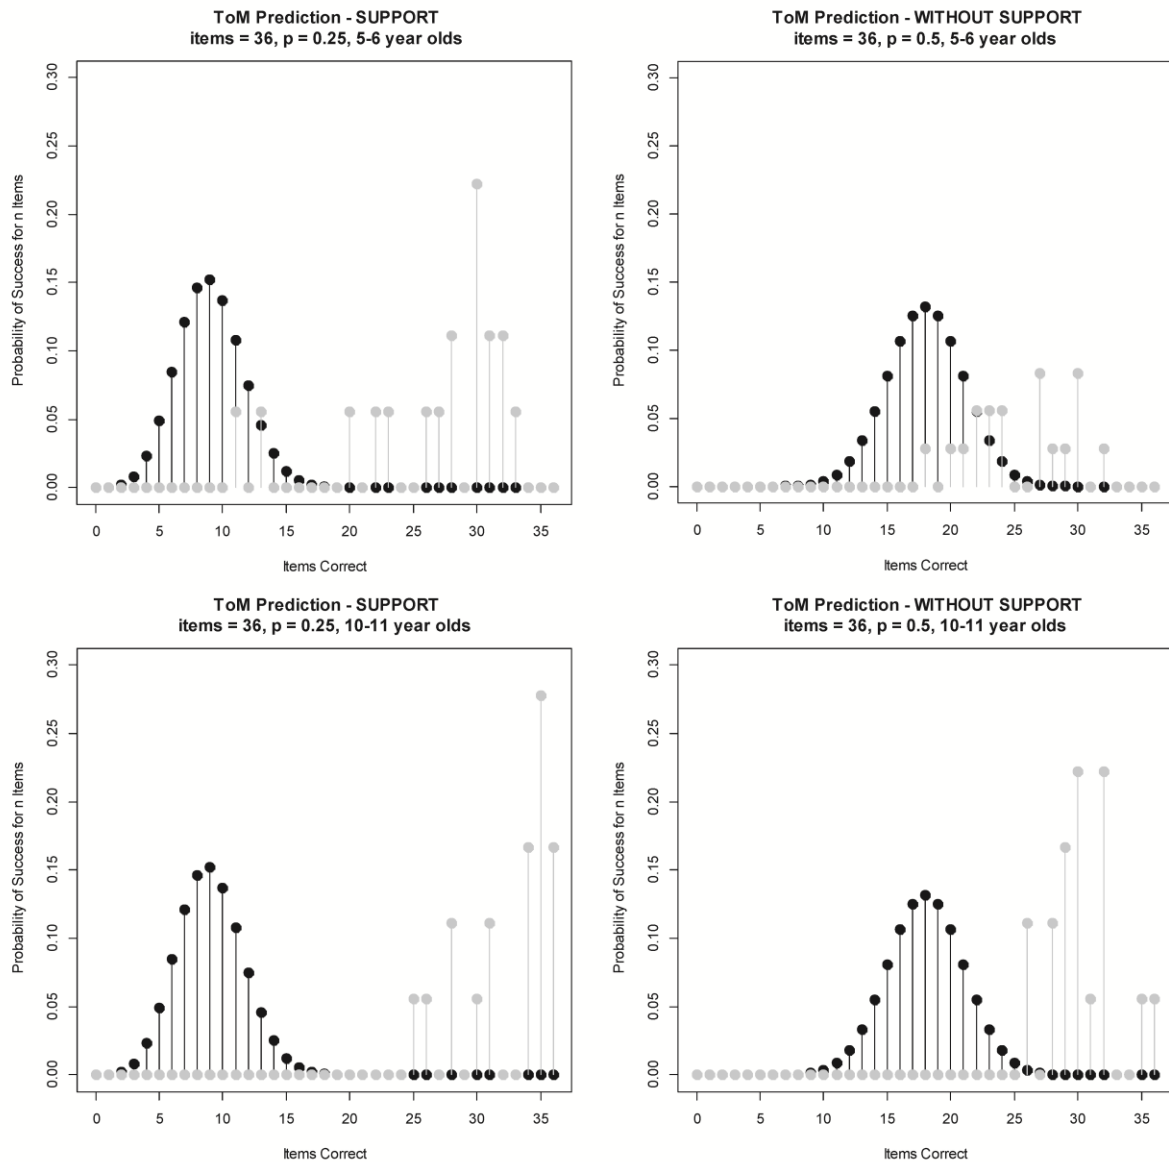 ToM Prediction - SUPPORT
items = 36, p = 0.25, 5-6 year olds
Probability of Success for n Items
0.30
0.25
0.20
0.15
0.10
0.05
0.00
0 5 10 15 20 25 30 35
Items Correct
ToM Prediction - WITHOUT SUPPORT
items = 36, p = 0.5, 5-6 year olds
Probability of Success for n Items
0.30
0.25
0.20
0.15
0.10
0.05
0.00
0 5 10 15 20 25 30 35
Items Correct
ToM Prediction - SUPPORT
items = 36, p = 0.25, 10-11 year olds
Probability of Success for n Items
0.30
0.25
0.20
0.15
0.10
0.05
0.00
0 5 10 15 20 25 30 35
Items Correct
ToM Prediction - WITHOUT SUPPORT
items = 36, p = 0.5, 10-11 year olds
Probability of Success for n Items
0.30
0.25
0.20
0.15
0.10
0.05
0.00
0 5 10 15 20 25 30 35
Items Correct